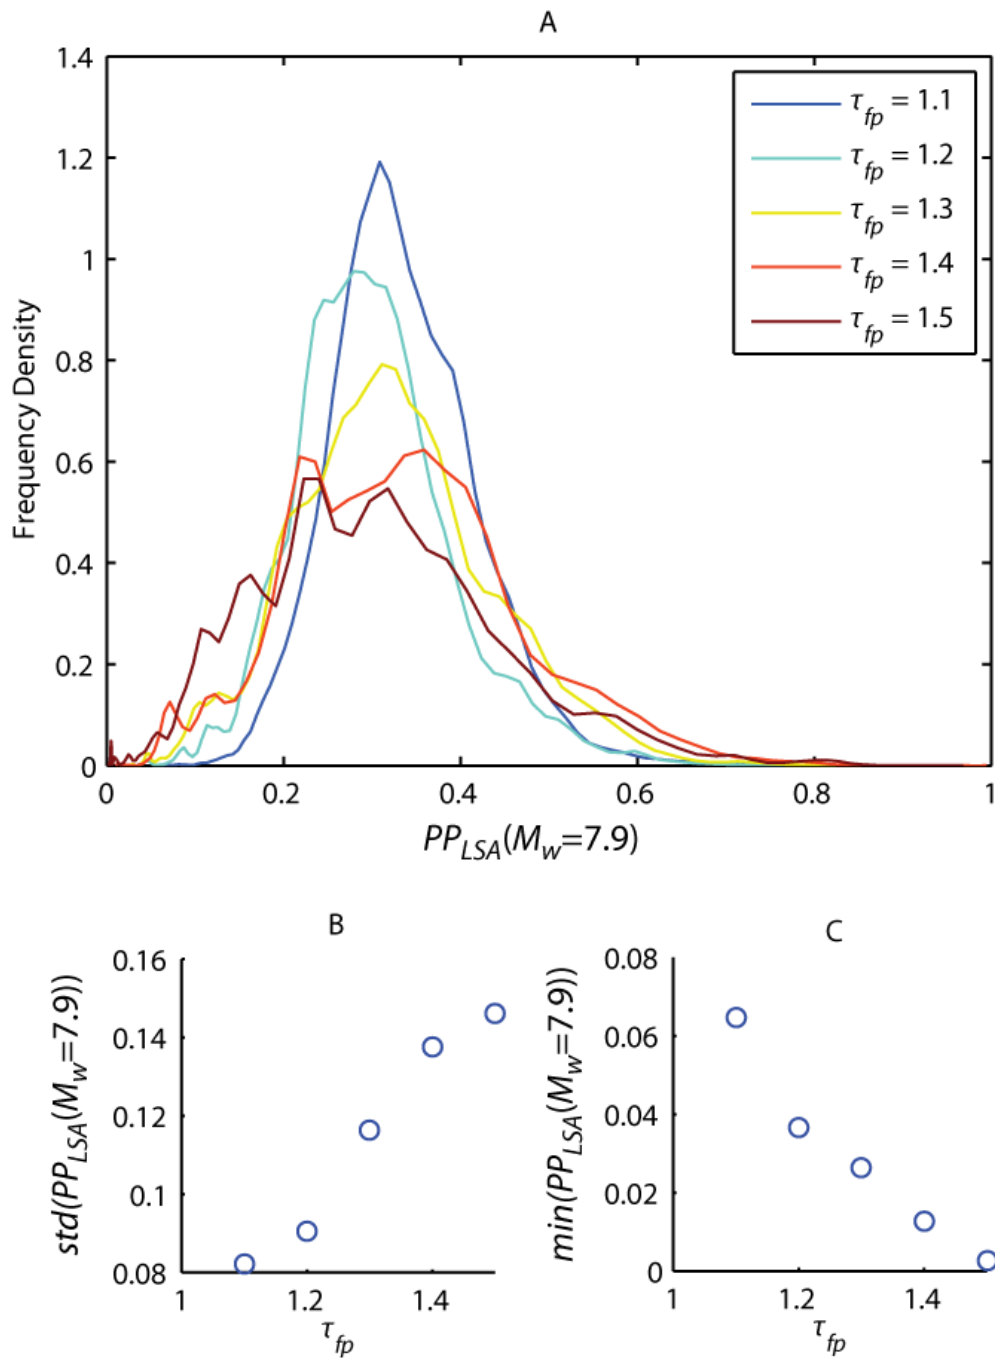 A
1.4
1.2
1
0.8
0.6
0.4
0.2
0
Frequency Density
τfp = 1.1
τfp = 1.2
τfp = 1.3
τfp = 1.4
τfp = 1.5
0 0.2 0.4 0.6 0.8 1
PPLSA(Mw=7.9)
B
0.16
0.14
0.12
0.1
0.08
std(PPLSA(Mw=7.9))
1 1.2 1.4
τfp
C
0.08
0.06
0.04
0.02
0
min(PPLSA(Mw=7.9))
1 1.2 1.4
τfp